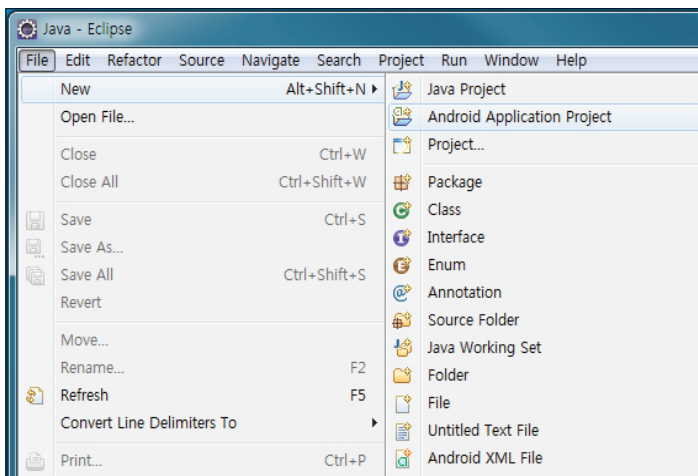 Java - Eclipse
File Edit Refactor Source Navigate Search Project Run Window Help
New Alt+Shift+N
Open File...
Close Ctrl+W
Close All Ctrl+Shift+W
Save Ctrl+S
Save As...
Save All Ctrl+Shift+S
Revert
Move...
Rename... F2
Refresh F5
Convert Line Delimiters To
Print... Ctrl+P
Java Project
Android Application Project
Project...
Package
Class
Interface
Enum
Annotation
Source Folder
Java Working Set
Folder
File
Untitled Text File
Android XML File